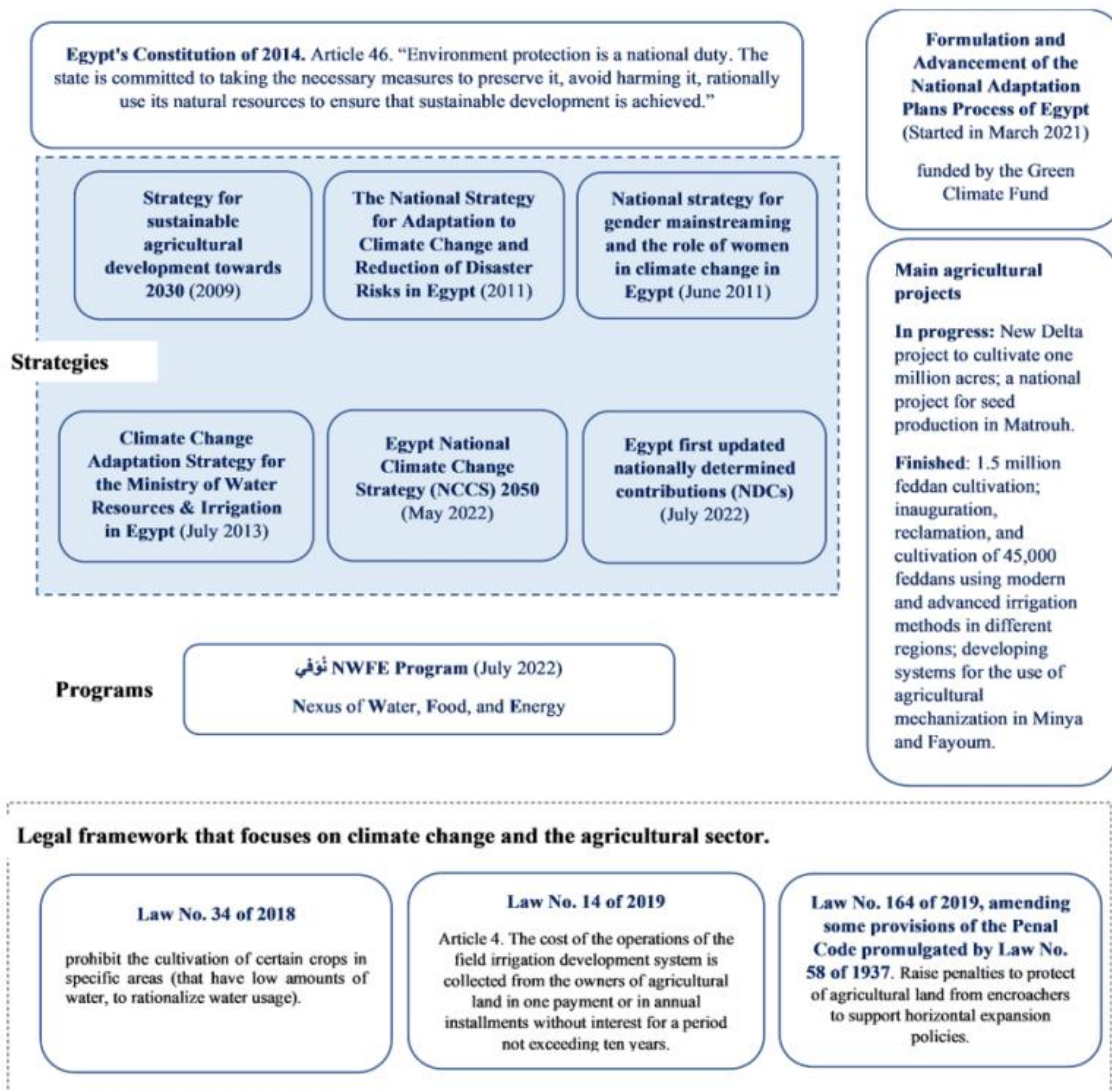 Egypt's Constitution of 2014. Article 46. “Environment protection is a national duty. The
state is committed to taking the necessary measures to preserve it, avoid harming it, rationally
use its natural resources to ensure that sustainable development is achieved.”
Formulation and
Advancement of the
National Adaptation
Plans Process of Egypt
(Started in March 2021)
funded by the Green
Climate Fund
Strategies
Strategy for
sustainable
agricultural
development towards
2030 (2009)
The National Strategy
for Adaptation to
Climate Change and
Reduction of Disaster
Risks in Egypt (2011)
National strategy for
gender mainstreaming
and the role of women
in climate change in
Egypt (June 2011)
Climate Change
Adaptation Strategy for
the Ministry of Water
Resources & Irrigation
in Egypt (July 2013)
Egypt National
Climate Change
Strategy (NCCS) 2050
(May 2022)
Egypt first updated
nationally determined
contributions (NDCs)
(July 2022)
Main agricultural
projects
In progress: New Delta
project to cultivate one
million acres; a national
project for seed
production in Matrouh.
Finished: 1.5 million
feddan cultivation;
inauguration,
reclamation, and
cultivation of 45,000
feddans using modern
and advanced irrigation
methods in different
regions; developing
systems for the use of
agricultural
mechanization in Minya
and Fayoum.
Programs
نُوَفِّي NWFE Program (July 2022)
Nexus of Water, Food, and Energy
Legal framework that focuses on climate change and the agricultural sector.
Law No. 34 of 2018
prohibit the cultivation of certain crops in
specific areas (that have low amounts of
water, to rationalize water usage).
Law No. 14 of 2019
Article 4. The cost of the operations of the
field irrigation development system is
collected from the owners of agricultural
land in one payment or in annual
installments without interest for a period
not exceeding ten years.
Law No. 164 of 2019, amending
some provisions of the Penal
Code promulgated by Law No.
58 of 1937. Raise penalties to protect
of agricultural land from encroachers
to support horizontal expansion
policies.